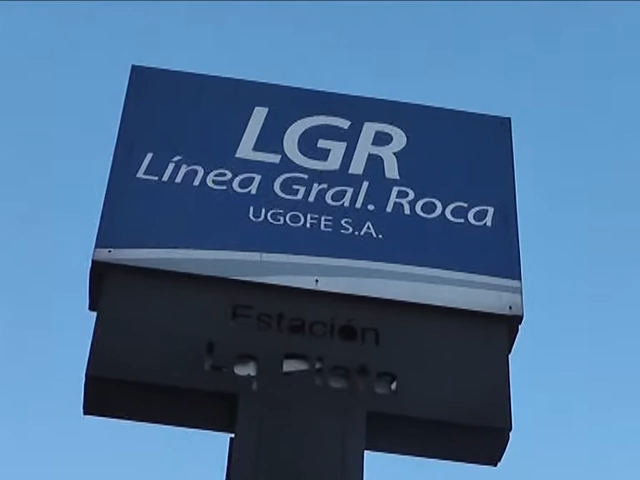 LGR
Línea Gral. Roca
UGOFE S.A.
Estación
La Plata